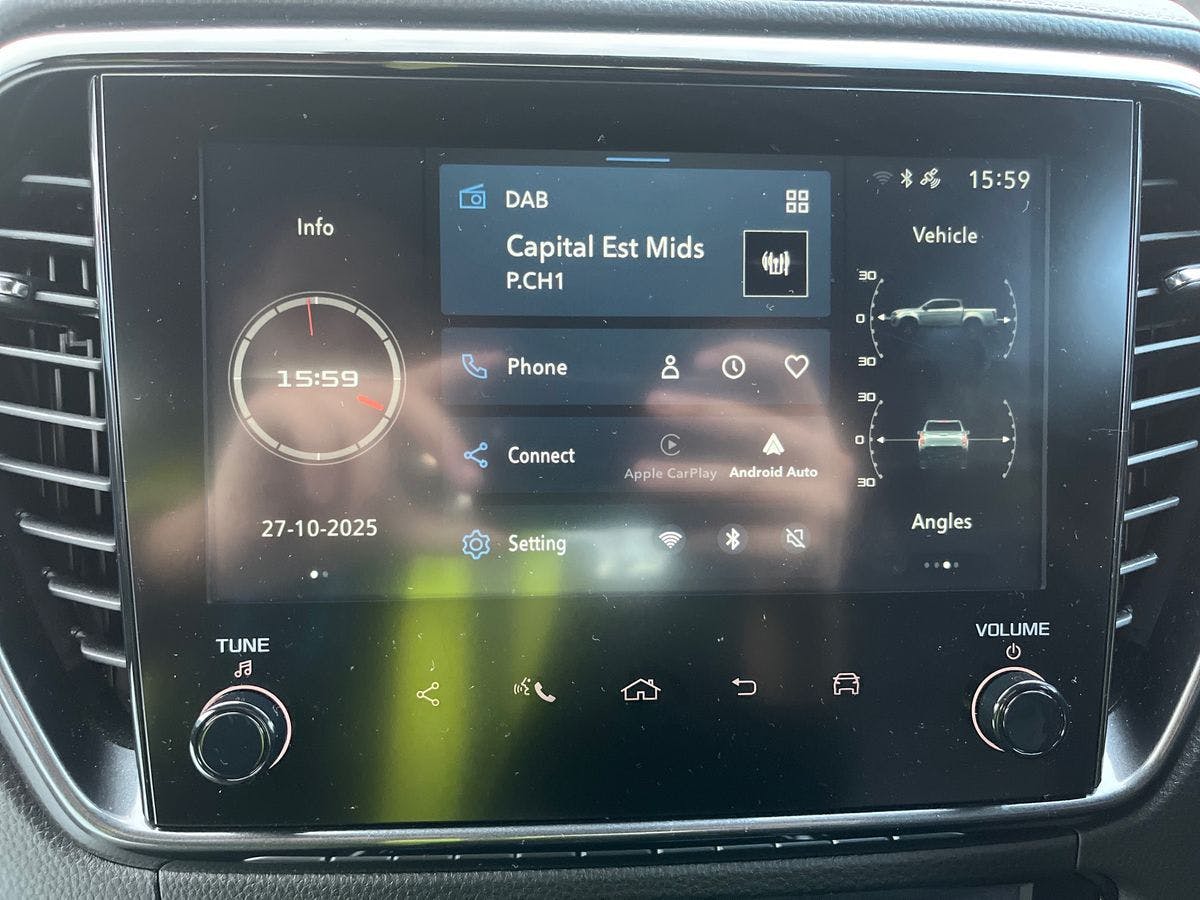 15:59
Info
15:59
27-10-2025
DAB
Capital Est Mids
P.CH1
Phone
Connect
Apple CarPlay
Android Auto
Setting
Vehicle
30
0
30
30
0
30
Angles
TUNE
VOLUME